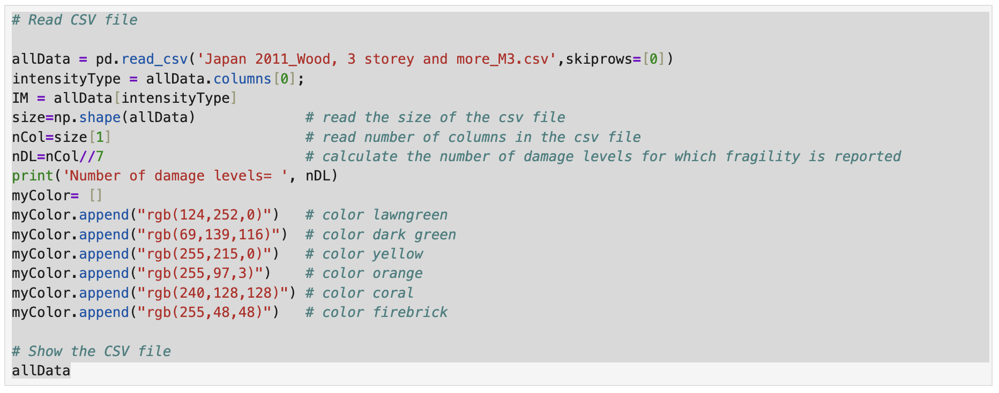 # Read CSV file
allData = pd.read_csv('Japan 2011_Wood, 3 storey and more_M3.csv',skiprows=[0])
intensityType = allData.columns[0];
IM = allData[intensityType]
size=np.shape(allData)             # read the size of the csv file
nCol=size[1]                       # read number of columns in the csv file
nDL=nCol//7                        # calculate the number of damage levels for which fragility is reported
print('Number of damage levels= ', nDL)
myColor= []
myColor.append("rgb(124,252,0)")   # color lawngreen
myColor.append("rgb(69,139,116)")  # color dark green
myColor.append("rgb(255,215,0)")   # color yellow
myColor.append("rgb(255,97,3)")    # color orange
myColor.append("rgb(240,128,128)") # color coral
myColor.append("rgb(255,48,48)")   # color firebrick
# Show the CSV file
allData